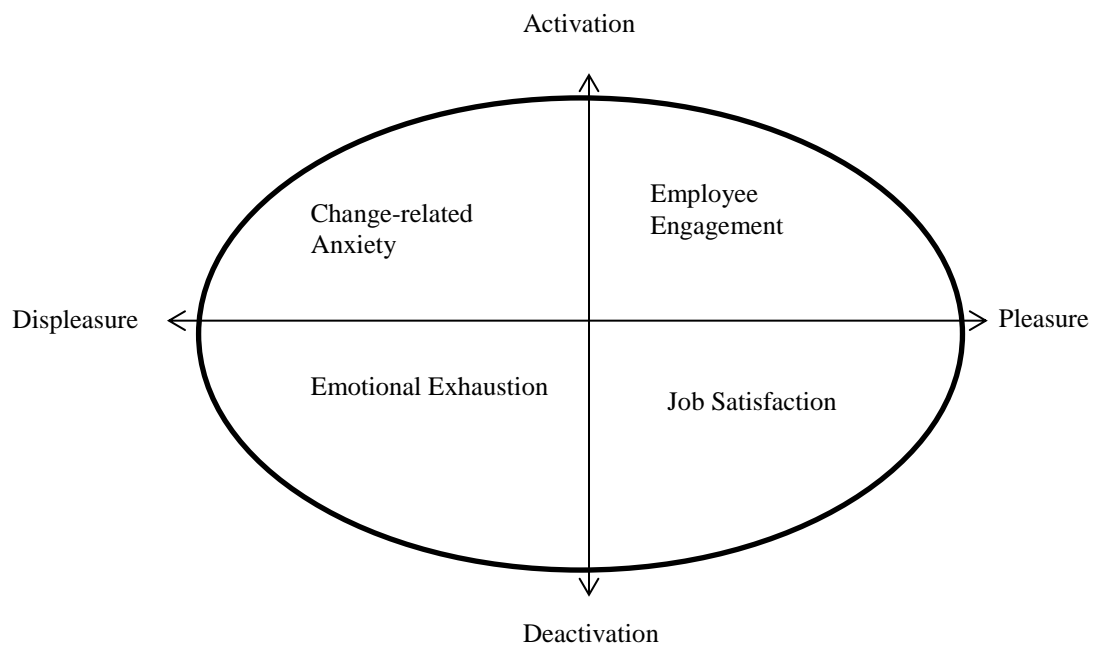 Activation
Employee
Engagement
Change-related
Anxiety
Displeasure
Pleasure
Emotional Exhaustion
Job Satisfaction
Deactivation